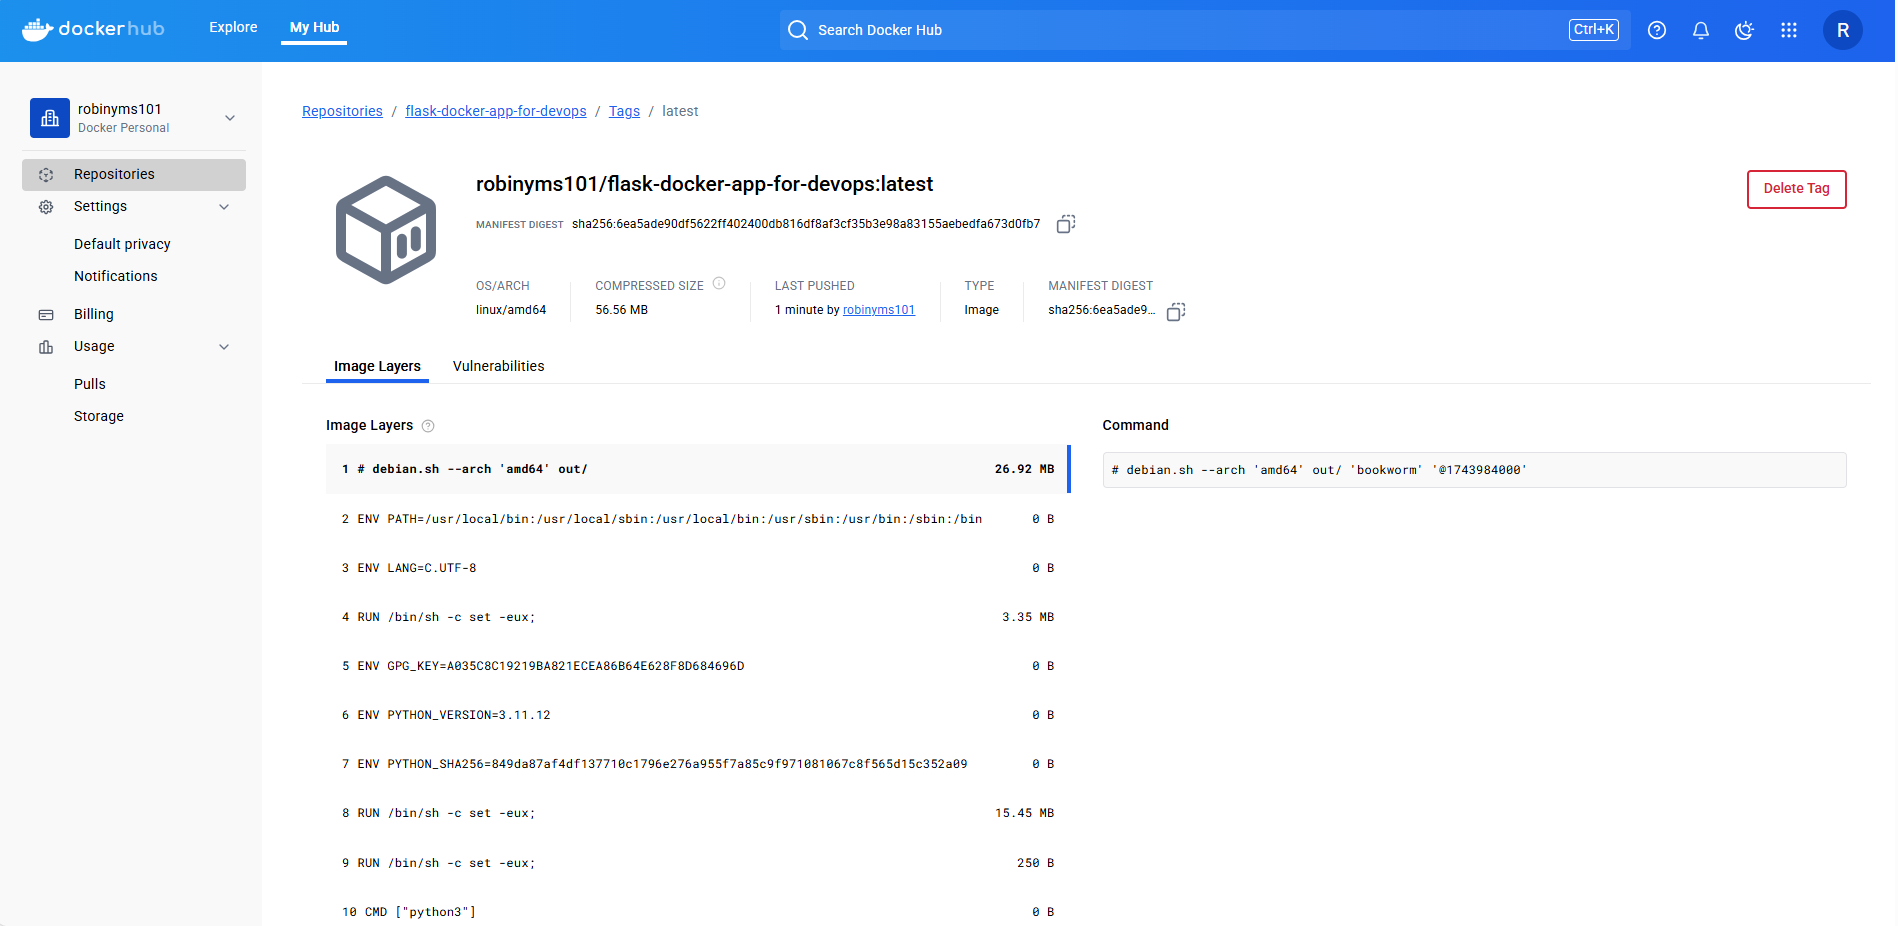 dockerhub
Explore
My Hub
Search Docker Hub
Ctrl+K
R
robinyms101
Docker Personal
Repositories
Settings
Default privacy
Notifications
Billing
Usage
Pulls
Storage
Repositories / flask-docker-app-for-devops / Tags / latest
robinyms101/flask-docker-app-for-devops:latest
Delete Tag
MANIFEST DIGEST sha256:6ea5ade90df5622ff402400db816df8af3cf35b3e98a83155aebedfa673d0fb7
OS/ARCH
linux/amd64
COMPRESSED SIZE
56.56 MB
LAST PUSHED
1 minute by robinyms101
TYPE
Image
MANIFEST DIGEST
sha256:6ea5ade9...
Image Layers
Vulnerabilities
Image Layers
1 # debian.sh --arch 'amd64' out/ 26.92 MB
2 ENV PATH=/usr/local/bin:/usr/local/sbin:/usr/local/bin:/usr/sbin:/usr/bin:/sbin:/bin 0 B
3 ENV LANG=C.UTF-8 0 B
4 RUN /bin/sh -c set -eux; 3.35 MB
5 ENV GPG_KEY=A035C8C19219BA821ECEA86B64E628F8D684696D 0 B
6 ENV PYTHON_VERSION=3.11.12 0 B
7 ENV PYTHON_SHA256=849da87af4df137710c1796e276a955f7a85c9f971081067c8f565d15c352a09 0 B
8 RUN /bin/sh -c set -eux; 15.45 MB
9 RUN /bin/sh -c set -eux; 250 B
10 CMD ["python3"] 0 B
Command
# debian.sh --arch 'amd64' out/ 'bookworm' '@1743984000'